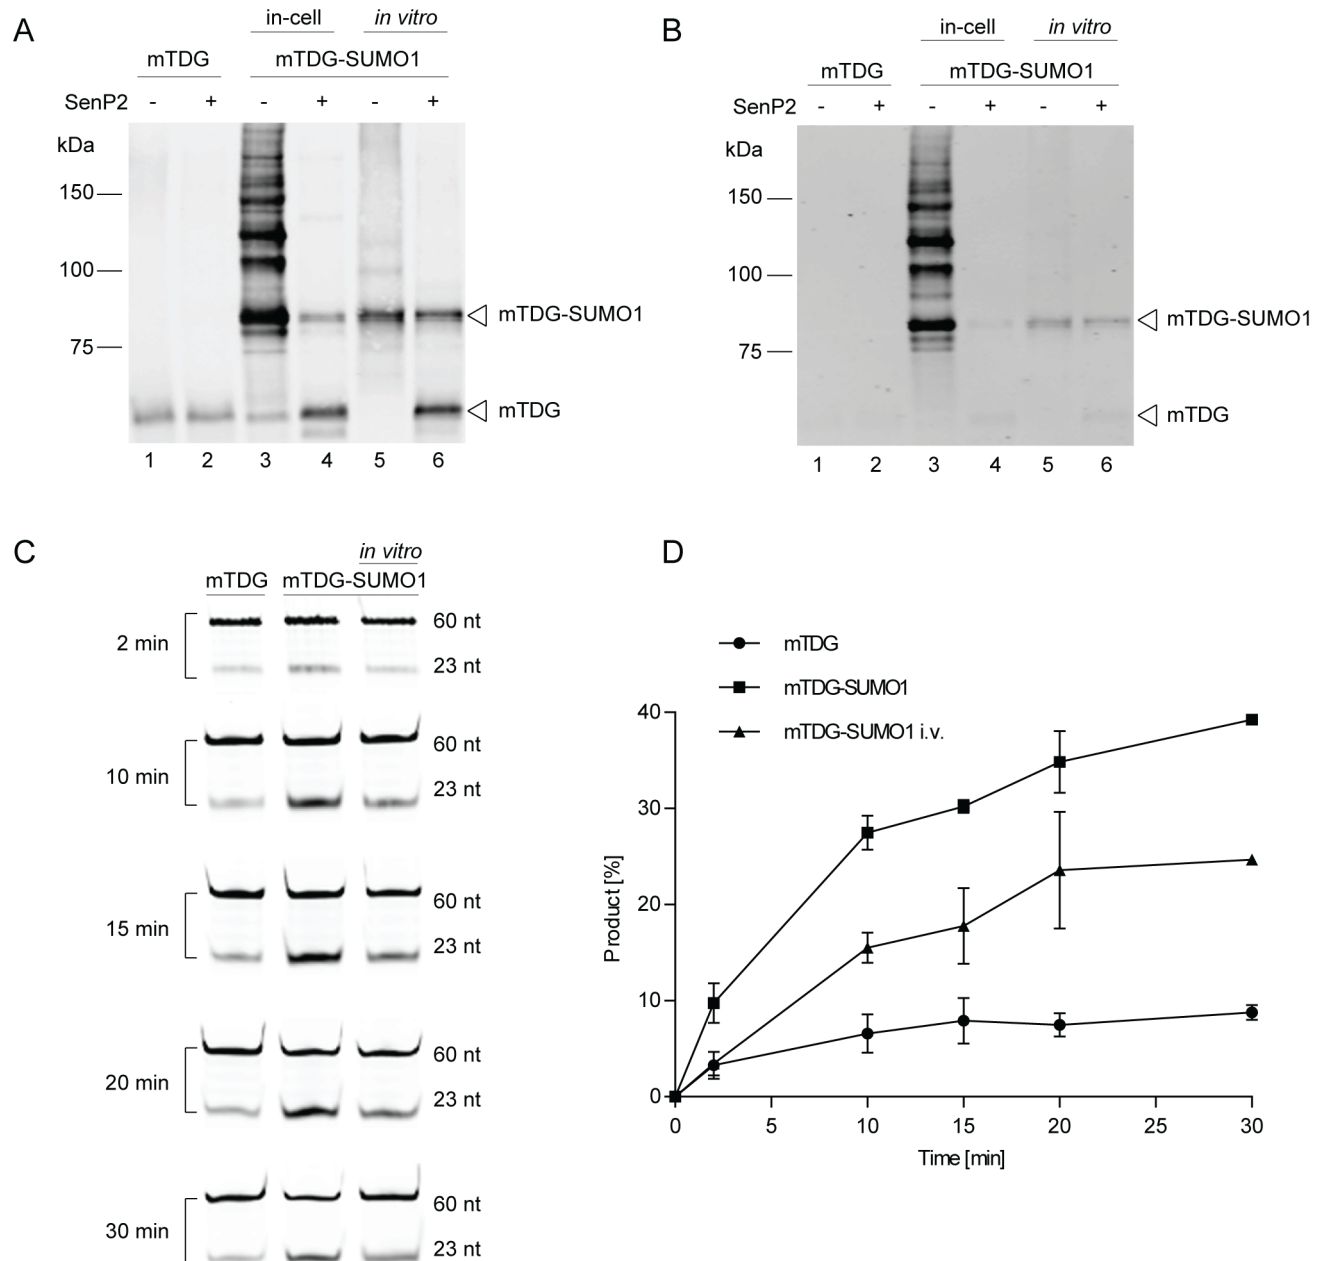 A
in-cell
in vitro
mTDG
mTDG-SUMO1
SenP2 - + - + - +
kDa
150
100
75
mTDG-SUMO1
mTDG
1 2 3 4 5 6
B
in-cell
in vitro
mTDG
mTDG-SUMO1
SenP2 - + - + - +
kDa
150
100
75
mTDG-SUMO1
mTDG
1 2 3 4 5 6
C
in vitro
mTDG mTDG-SUMO1
2 min
60 nt
23 nt
10 min
60 nt
23 nt
15 min
60 nt
23 nt
20 min
60 nt
23 nt
30 min
60 nt
23 nt
D
mTDG
mTDG-SUMO1
mTDG-SUMO1 i.v.
Product [%]
40
30
20
10
0
0 5 10 15 20 25 30
Time [min]